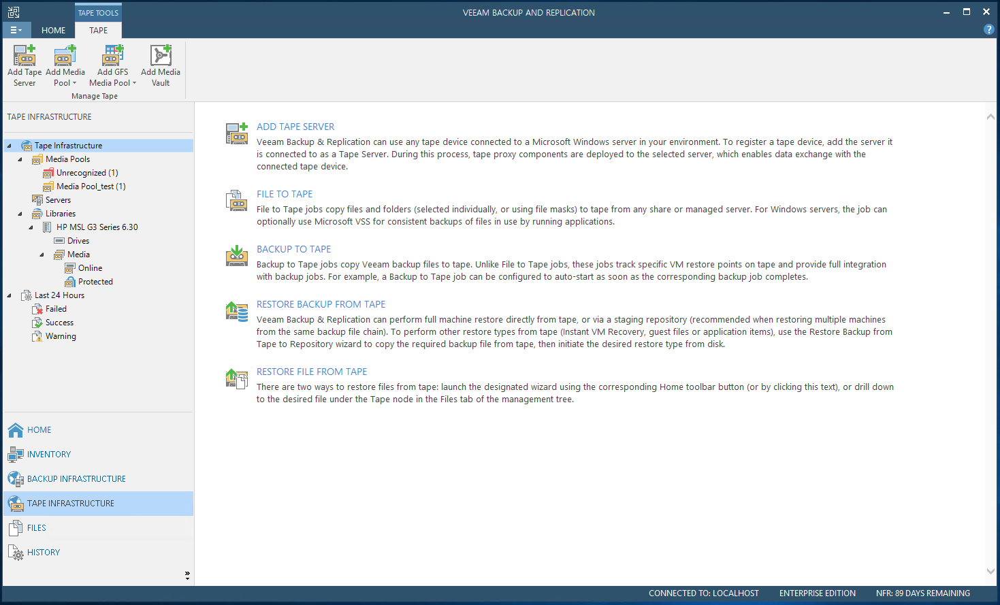 TAPE TOOLS
VEEAM BACKUP AND REPLICATION
HOME
TAPE
?
Add Tape
Server
Add Media
Pool
Add GFS
Media Pool
Add Media
Vault
Manage Tape
TAPE INFRASTRUCTURE
Tape Infrastructure
Media Pools
Unrecognized (1)
Media Pool_test (1)
Servers
Libraries
HP MSL G3 Series 6.30
Drives
Media
Online
Protected
Last 24 Hours
Failed
Success
Warning
HOME
INVENTORY
BACKUP INFRASTRUCTURE
TAPE INFRASTRUCTURE
FILES
HISTORY
ADD TAPE SERVER
Veeam Backup & Replication can use any tape device connected to a Microsoft Windows server in your environment. To register a tape device, add the server it
is connected to as a Tape Server. During this process, tape proxy components are deployed to the selected server, which enables data exchange with the
connected tape device.
FILE TO TAPE
File to Tape jobs copy files and folders (selected individually, or using file masks) to tape from any share or managed server. For Windows servers, the job can
optionally use Microsoft VSS for consistent backups of files in use by running applications.
BACKUP TO TAPE
Backup to Tape jobs copy Veeam backup files to tape. Unlike File to Tape jobs, these jobs track specific VM restore points on tape and provide full integration
with backup jobs. For example, a Backup to Tape job can be configured to auto-start as soon as the corresponding backup job completes.
RESTORE BACKUP FROM TAPE
Veeam Backup & Replication can perform full machine restore directly from tape, or via a staging repository (recommended when restoring multiple machines
from the same backup file chain). To perform other restore types from tape (Instant VM Recovery, guest files or application items), use the Restore Backup from
Tape to Repository wizard to copy the required backup file from tape, then initiate the desired restore type from disk.
RESTORE FILE FROM TAPE
There are two ways to restore files from tape: launch the designated wizard using the corresponding Home toolbar button (or by clicking this text), or drill down
to the desired file under the Tape node in the Files tab of the management tree.
CONNECTED TO: LOCALHOST
ENTERPRISE EDITION
NFR: 89 DAYS REMAINING